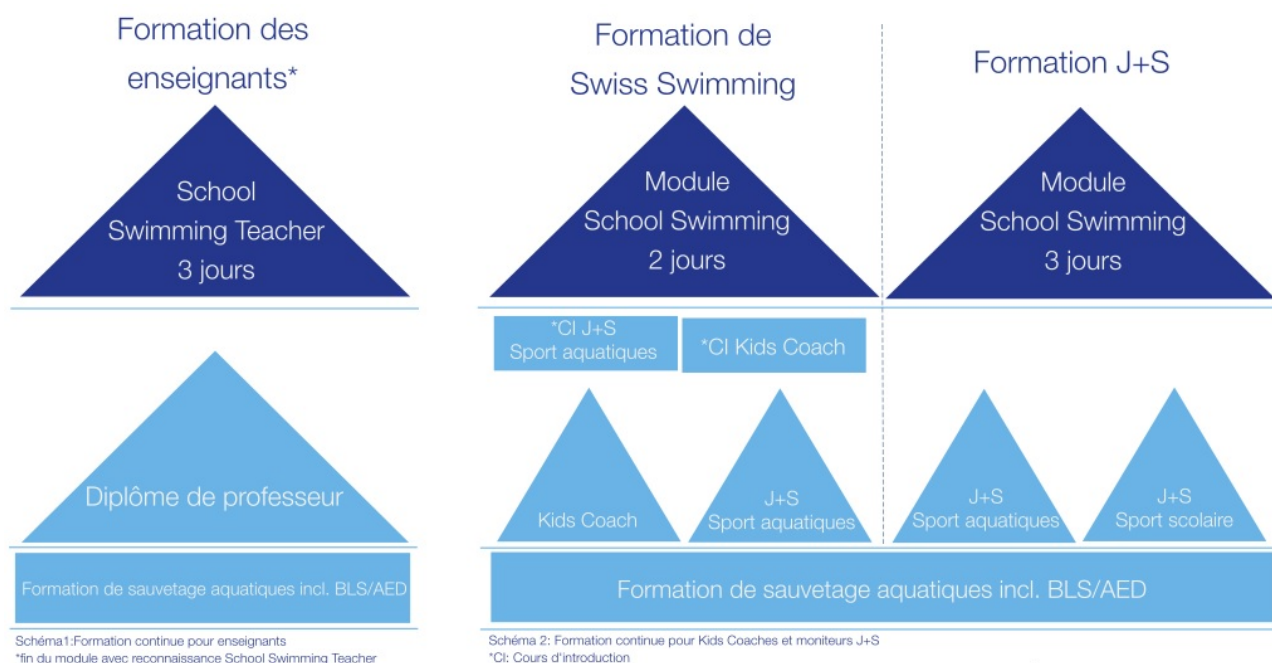 Formation des
enseignants*
School
Swimming Teacher
3 jours
Diplôme de professeur
Formation de sauvetage aquatiques incl. BLS/AED
Schéma1:Formation continue pour enseignants
*fin du module avec reconnaissance School Swimming Teacher
Formation de
Swiss Swimming
Module
School Swimming
2 jours
*CI J+S
Sport aquatiques
*CI Kids Coach
Kids Coach
J+S
Sport aquatiques
Formation J+S
Module
School Swimming
3 jours
J+S
Sport aquatiques
J+S
Sport scolaire
Formation de sauvetage aquatiques incl. BLS/AED
Schéma 2: Formation continue pour Kids Coaches et moniteurs J+S
*CI: Cours d'introduction